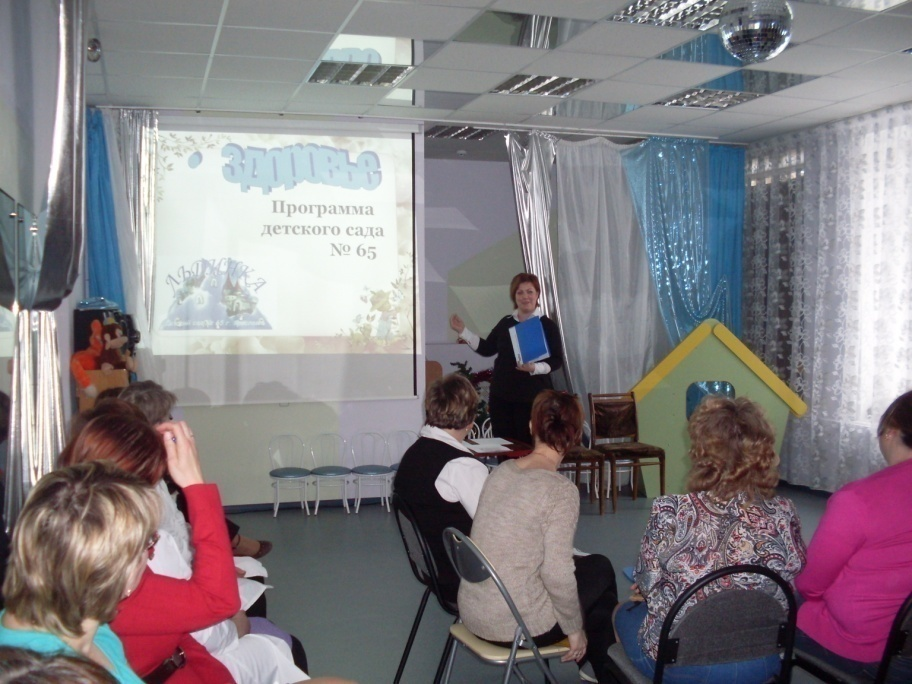 здоровье
Программа
детского сада
№ 65